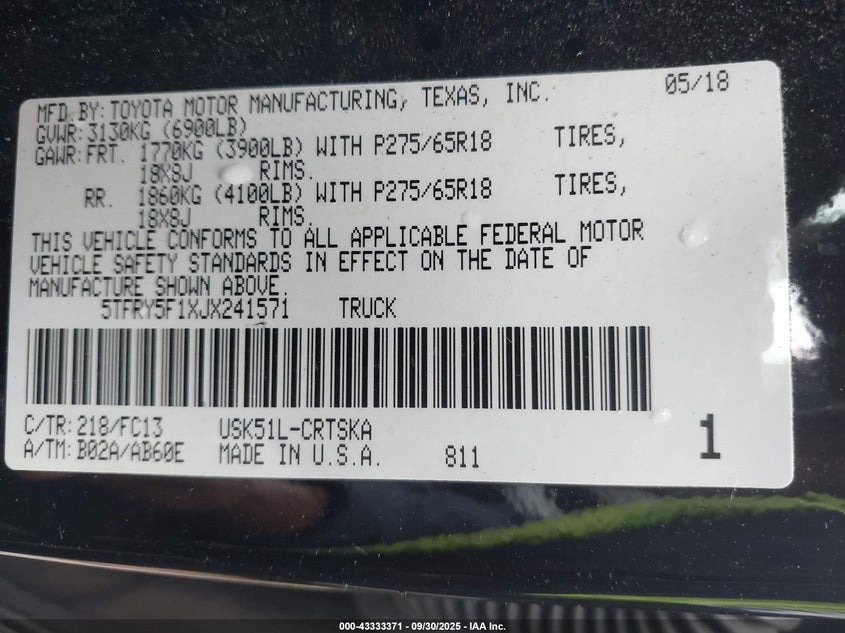 MFD.BY:TOYOTA MOTOR MANUFACTURING, TEXAS, INC. 05/18
GVWR:3130KG (6900LB)
GAWR:FRT. 1770KG (3900LB) WITH P275/65R18 TIRES,
18X8J RIMS.
RR. 1860KG (4100LB) WITH P275/65R18 TIRES,
18X8J RIMS.
THIS VEHICLE CONFORMS TO ALL APPLICABLE FEDERAL MOTOR
VEHICLE SAFETY STANDARDS IN EFFECT ON THE DATE OF
MANUFACTURE SHOWN ABOVE.
5TFRY5F1XJX241571 TRUCK
C/TR:218/FC13 USK51L-CRTSKA
A/TM:B02A/AB60E MADE IN U.S.A. 811 1
000-43333371 - 09/30/2025 - IAA Inc.